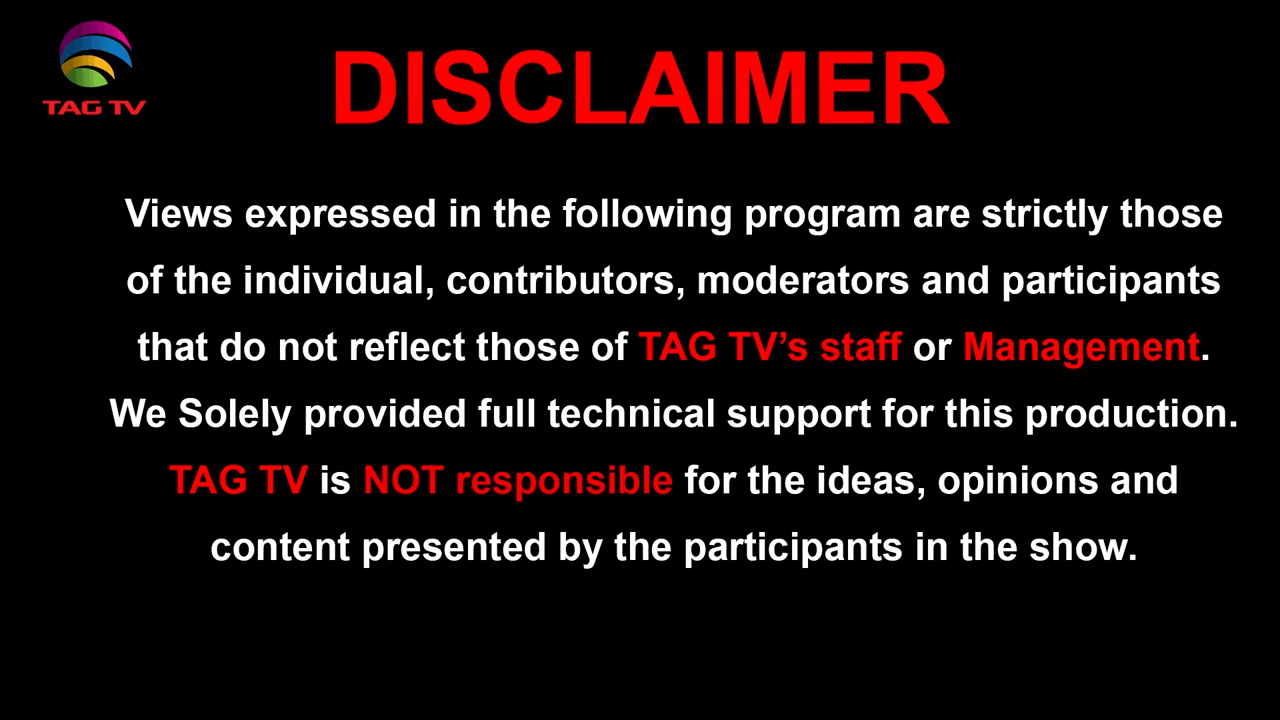 TAG TV
DISCLAIMER
Views expressed in the following program are strictly those
of the individual, contributors, moderators and participants
that do not reflect those of TAG TV’s staff or Management.
We Solely provided full technical support for this production.
TAG TV is NOT responsible for the ideas, opinions and
content presented by the participants in the show.